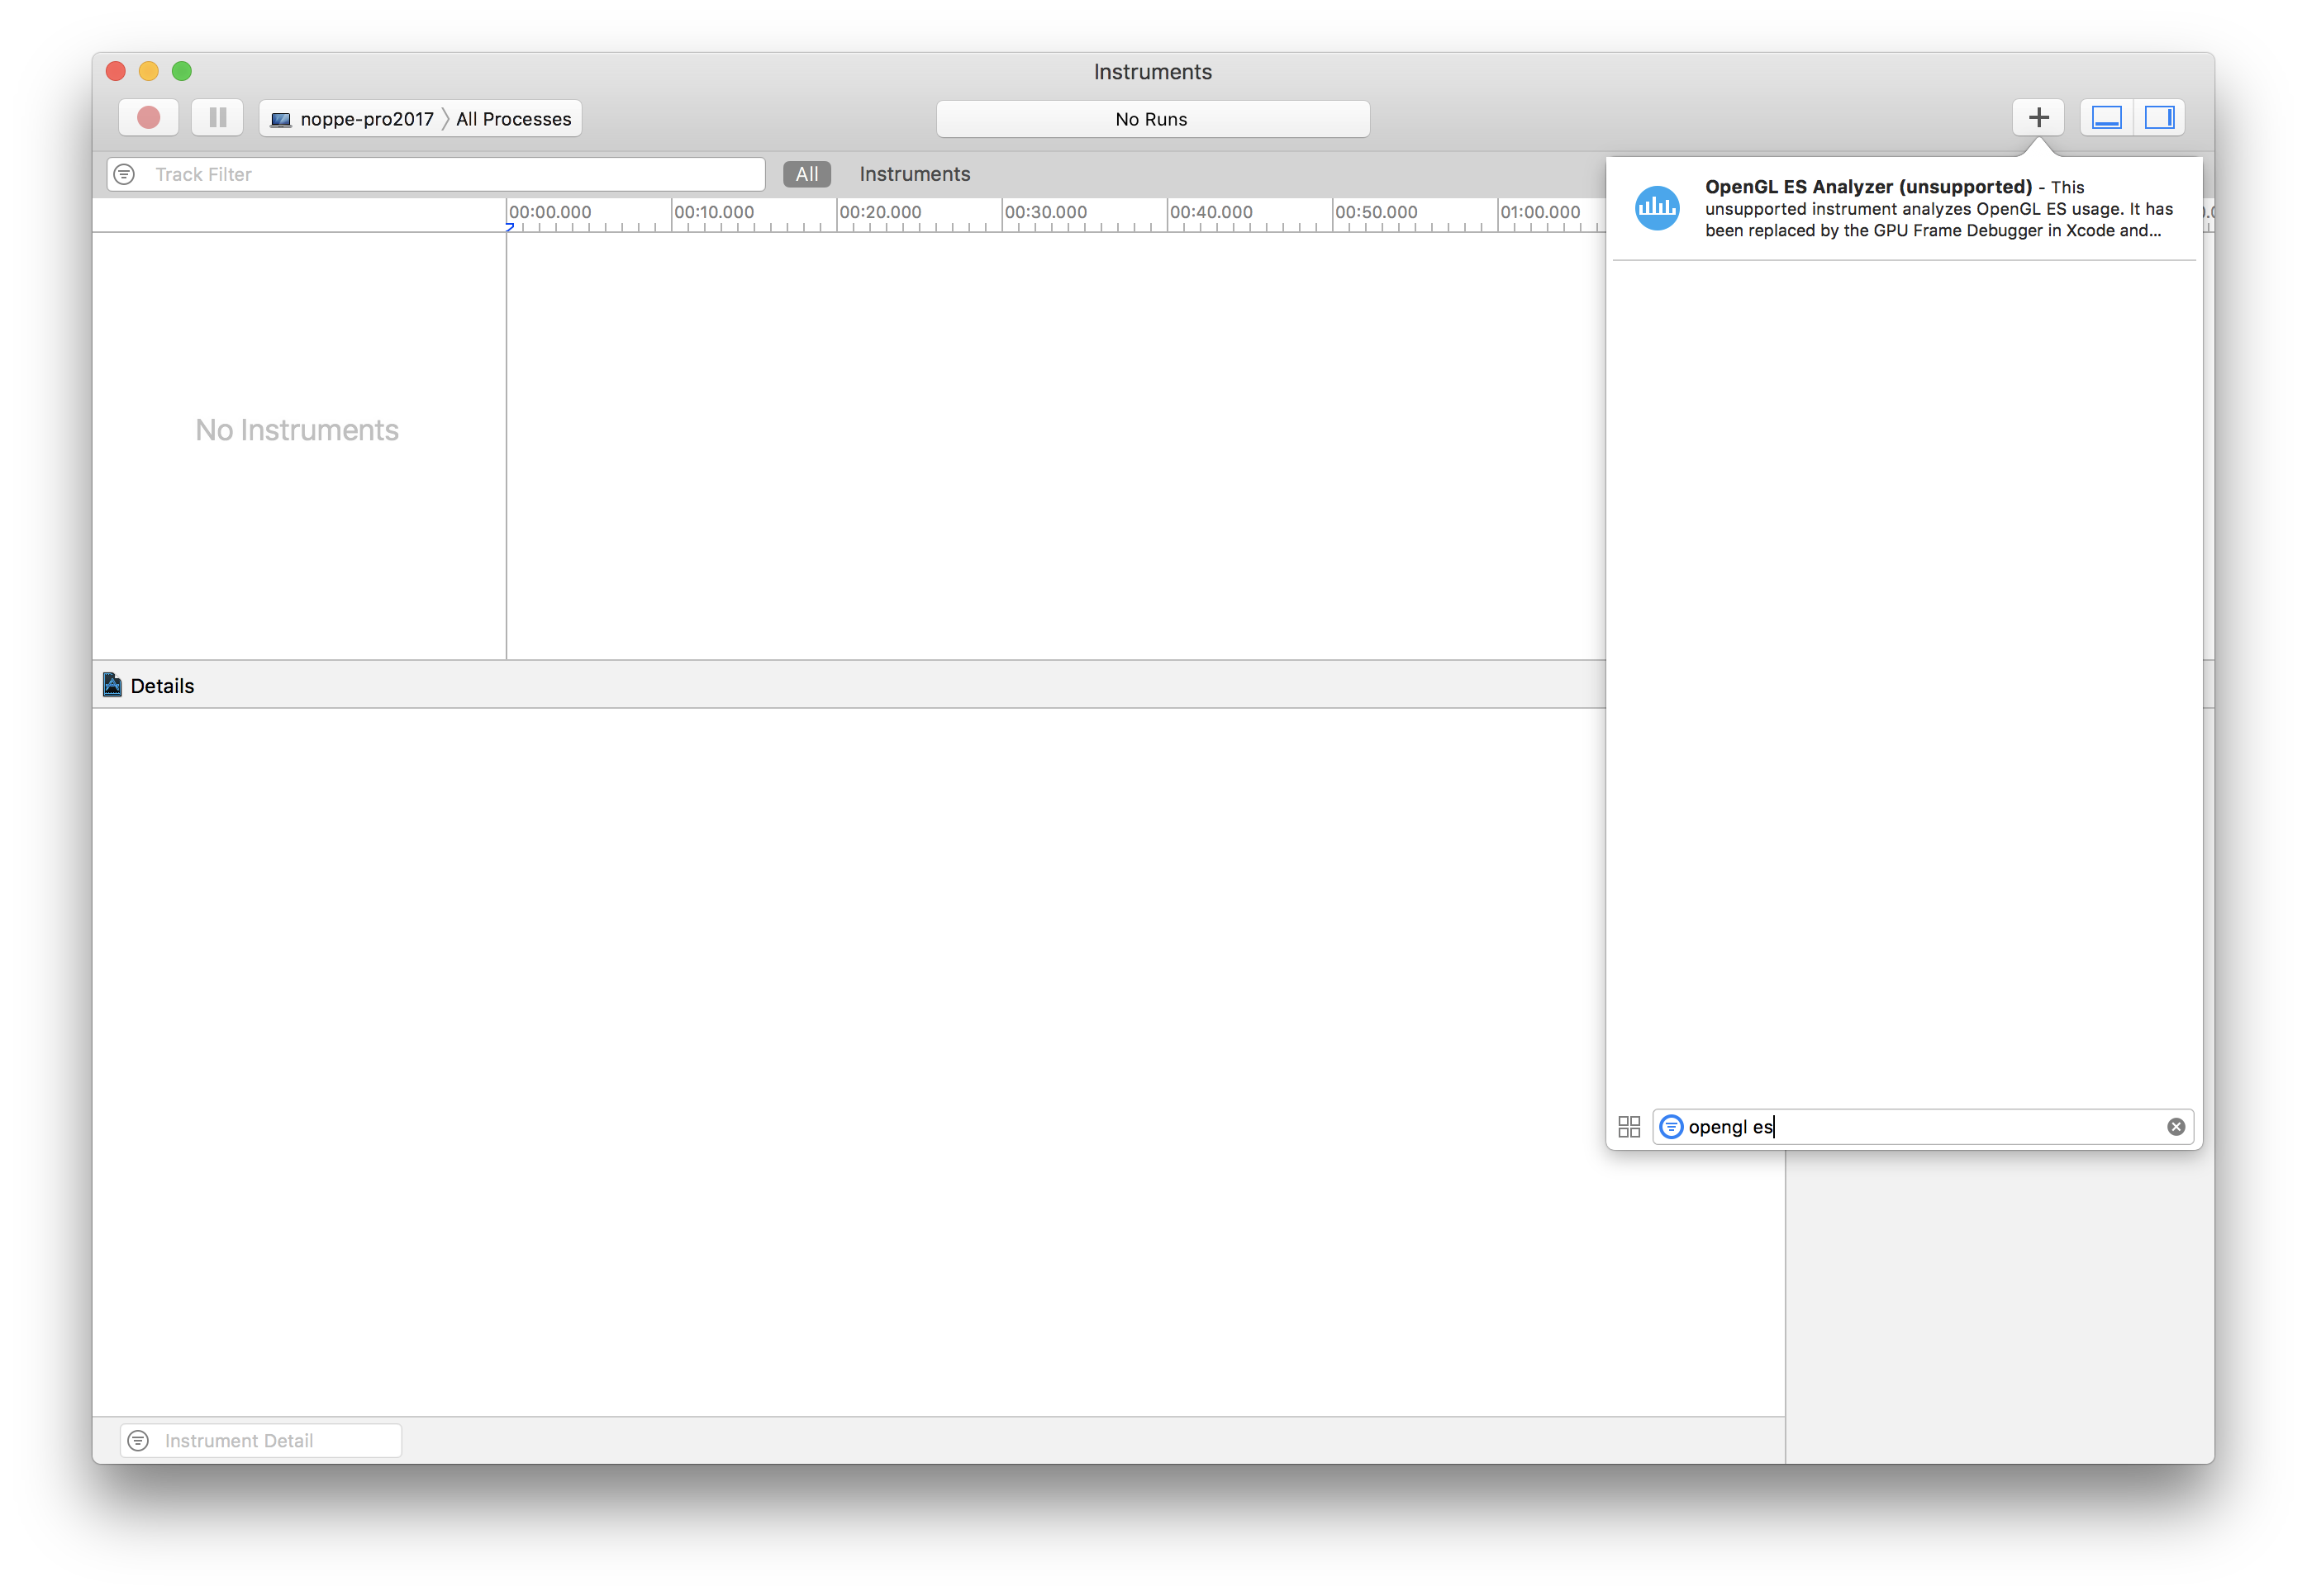 Instruments
noppe-pro2017 All Processes
No Runs
Track Filter
All
Instruments
00:00.000 00:10.000 00:20.000 00:30.000 00:40.000 00:50.000 01:00.000
OpenGL ES Analyzer (unsupported) - This
unsupported instrument analyzes OpenGL ES usage. It has
been replaced by the GPU Frame Debugger in Xcode and...
No Instruments
Details
opengl es
Instrument Detail